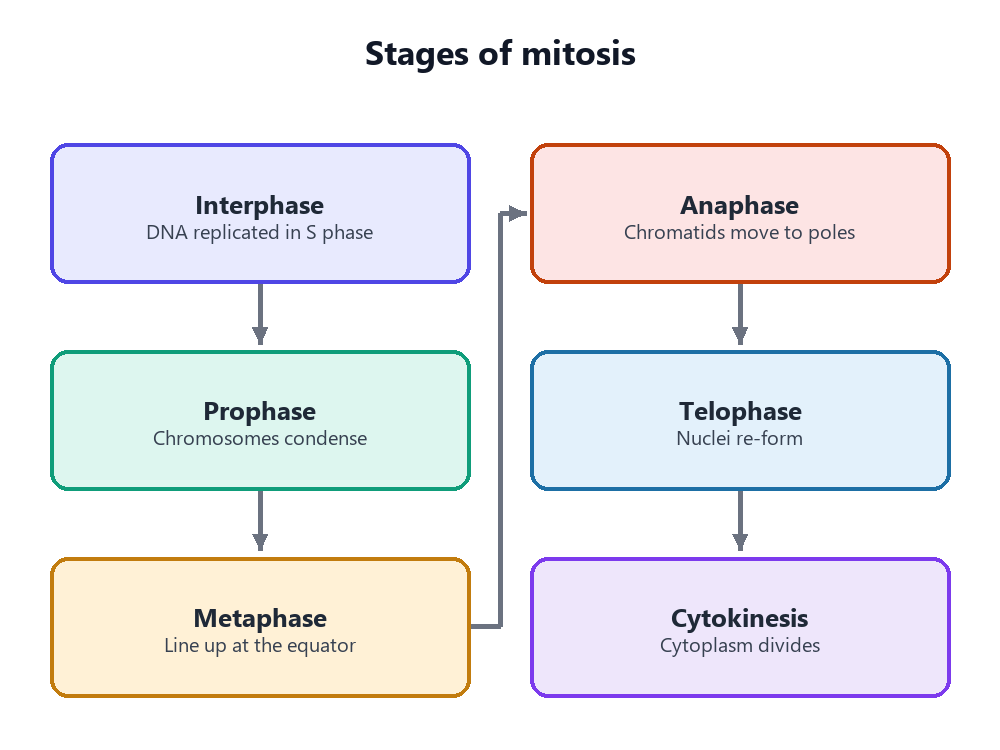 Stages of mitosis
Interphase
DNA replicated in S phase
Prophase
Chromosomes condense
Metaphase
Line up at the equator
Anaphase
Chromatids move to poles
Telophase
Nuclei re-form
Cytokinesis
Cytoplasm divides